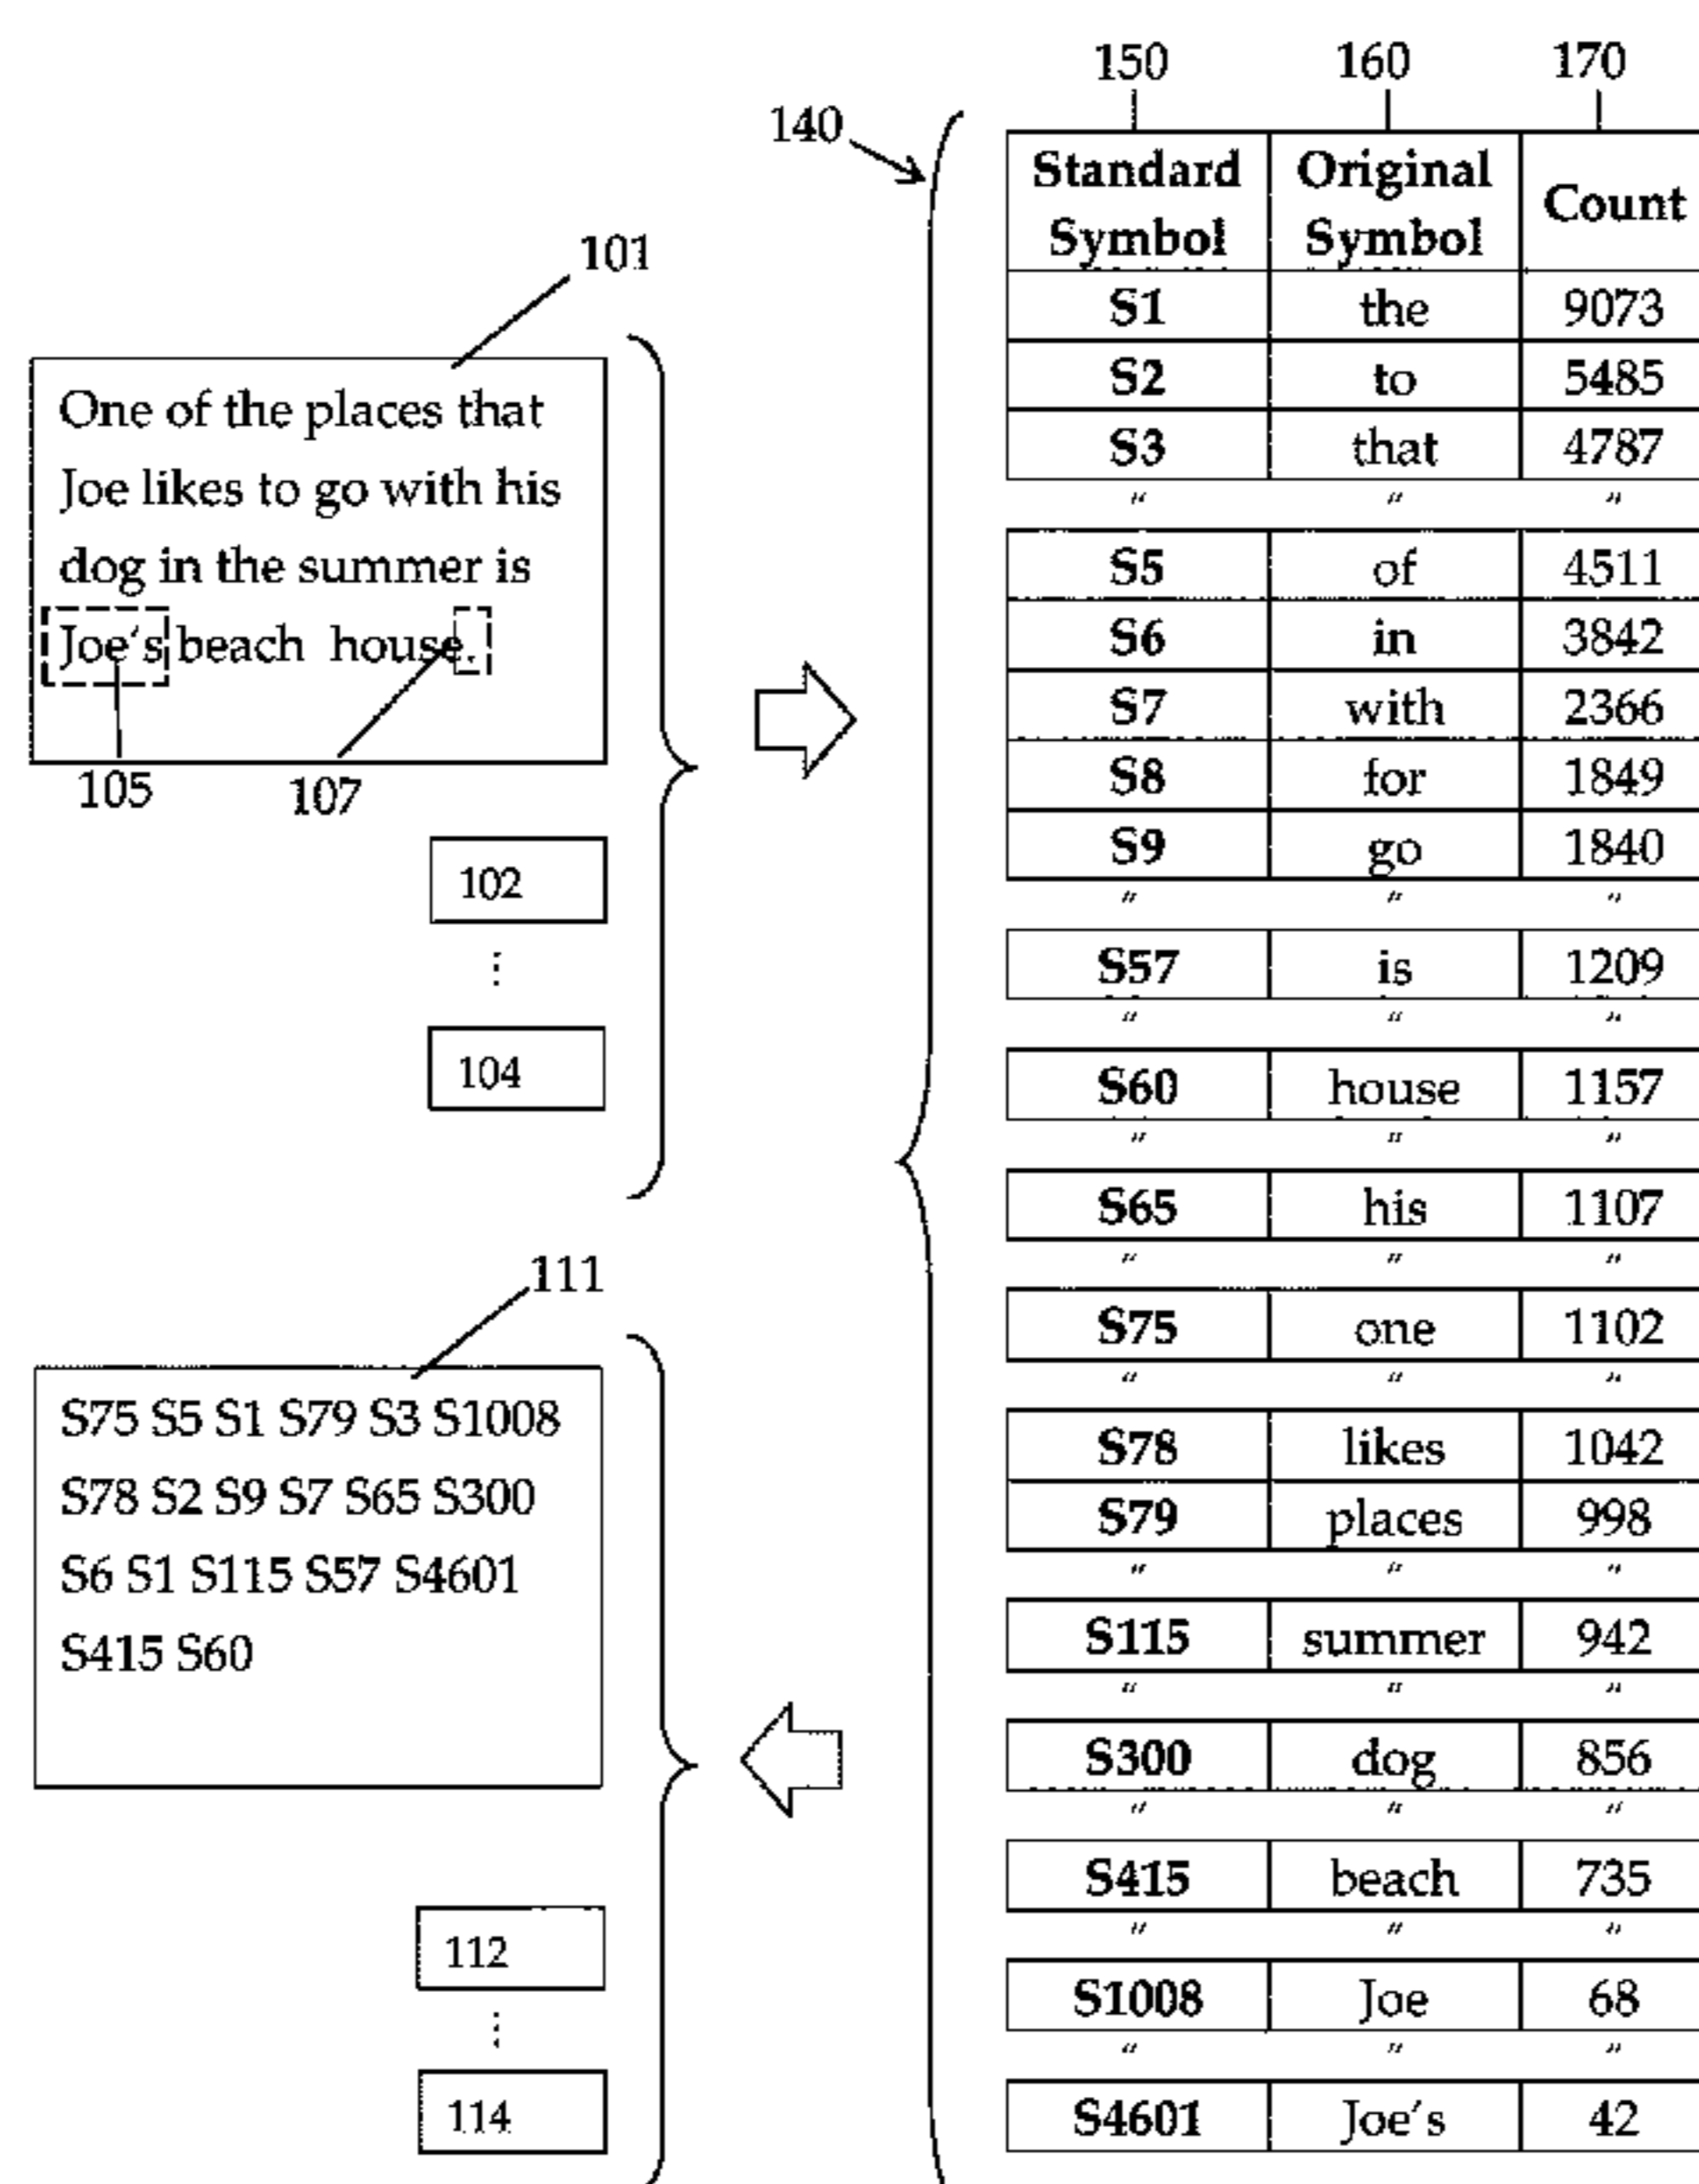 101
One of the places that
Joe likes to go with his
dog in the summer is
Joe's beach house.
105 107
102
⋮
104
111
S75 S5 S1 S79 S3 S1008
S78 S2 S9 S7 S65 S300
S6 S1 S115 S57 S4601
S415 S60
112
⋮
114
140
150 160 170
Standard Symbol Original Symbol Count
S1 the 9073
S2 to 5485
S3 that 4787
" " "
S5 of 4511
S6 in 3842
S7 with 2366
S8 for 1849
S9 go 1840
" " "
S57 is 1209
" " "
S60 house 1157
" " "
S65 his 1107
" " "
S75 one 1102
" " "
S78 likes 1042
S79 places 998
" " "
S115 summer 942
" " "
S300 dog 856
" " "
S415 beach 735
" " "
S1008 Joe 68
" " "
S4601 Joe's 42